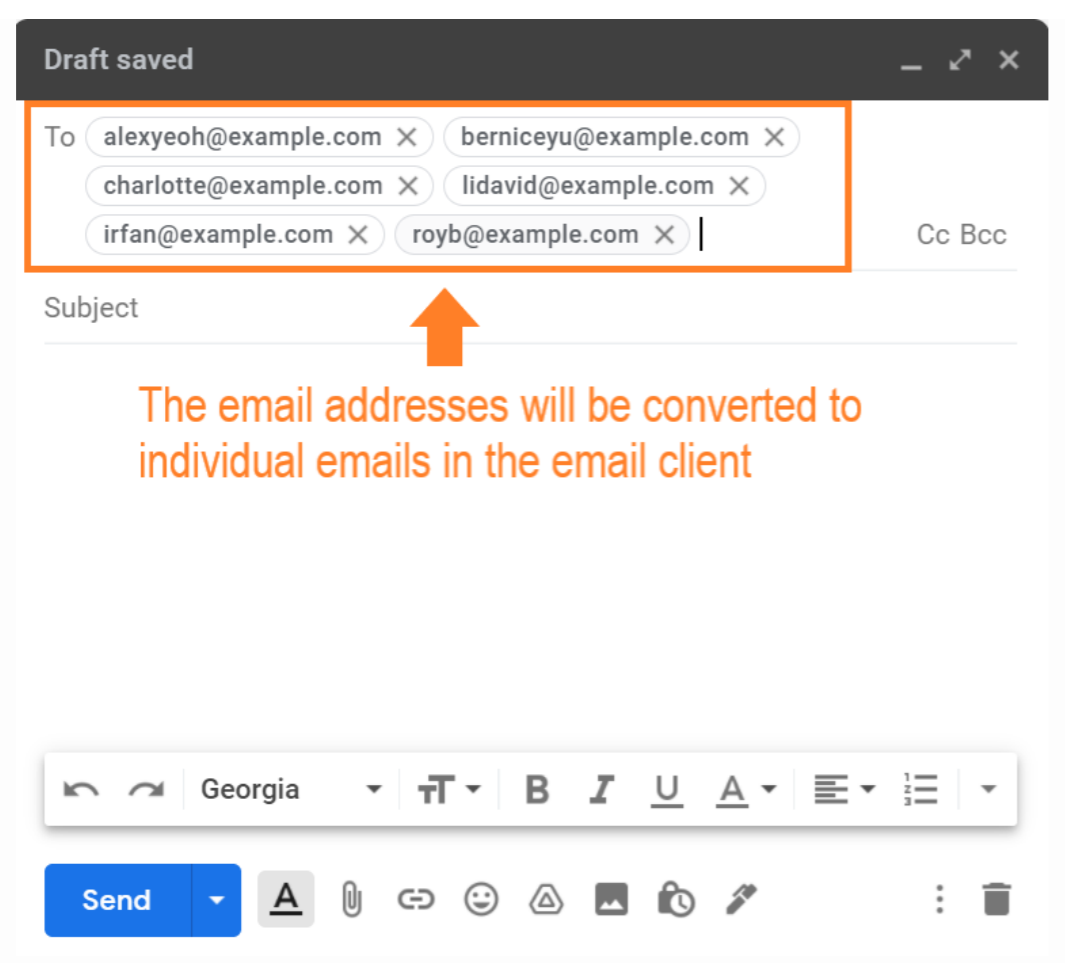 Draft saved
To alexyeoh@example.com berniceyu@example.com
charlotte@example.com lidavid@example.com
irfan@example.com royb@example.com Cc Bcc
Subject
The email addresses will be converted to
individual emails in the email client
Georgia B I U A
Send A